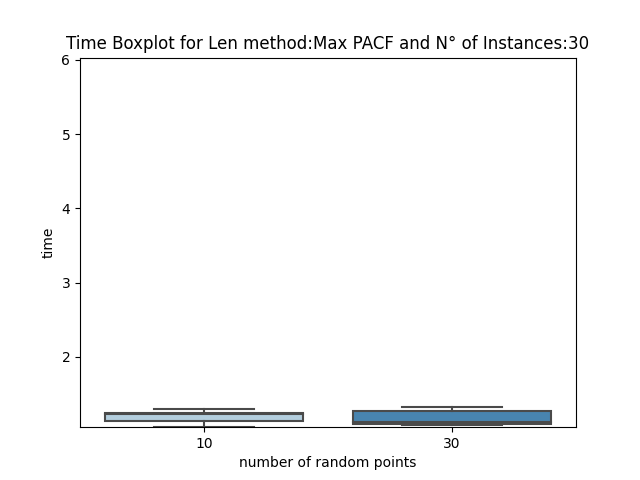 Time Boxplot for Len method:Max PACF and N° of Instances:30
6
5
4
3
2
time
10 30
number of random points